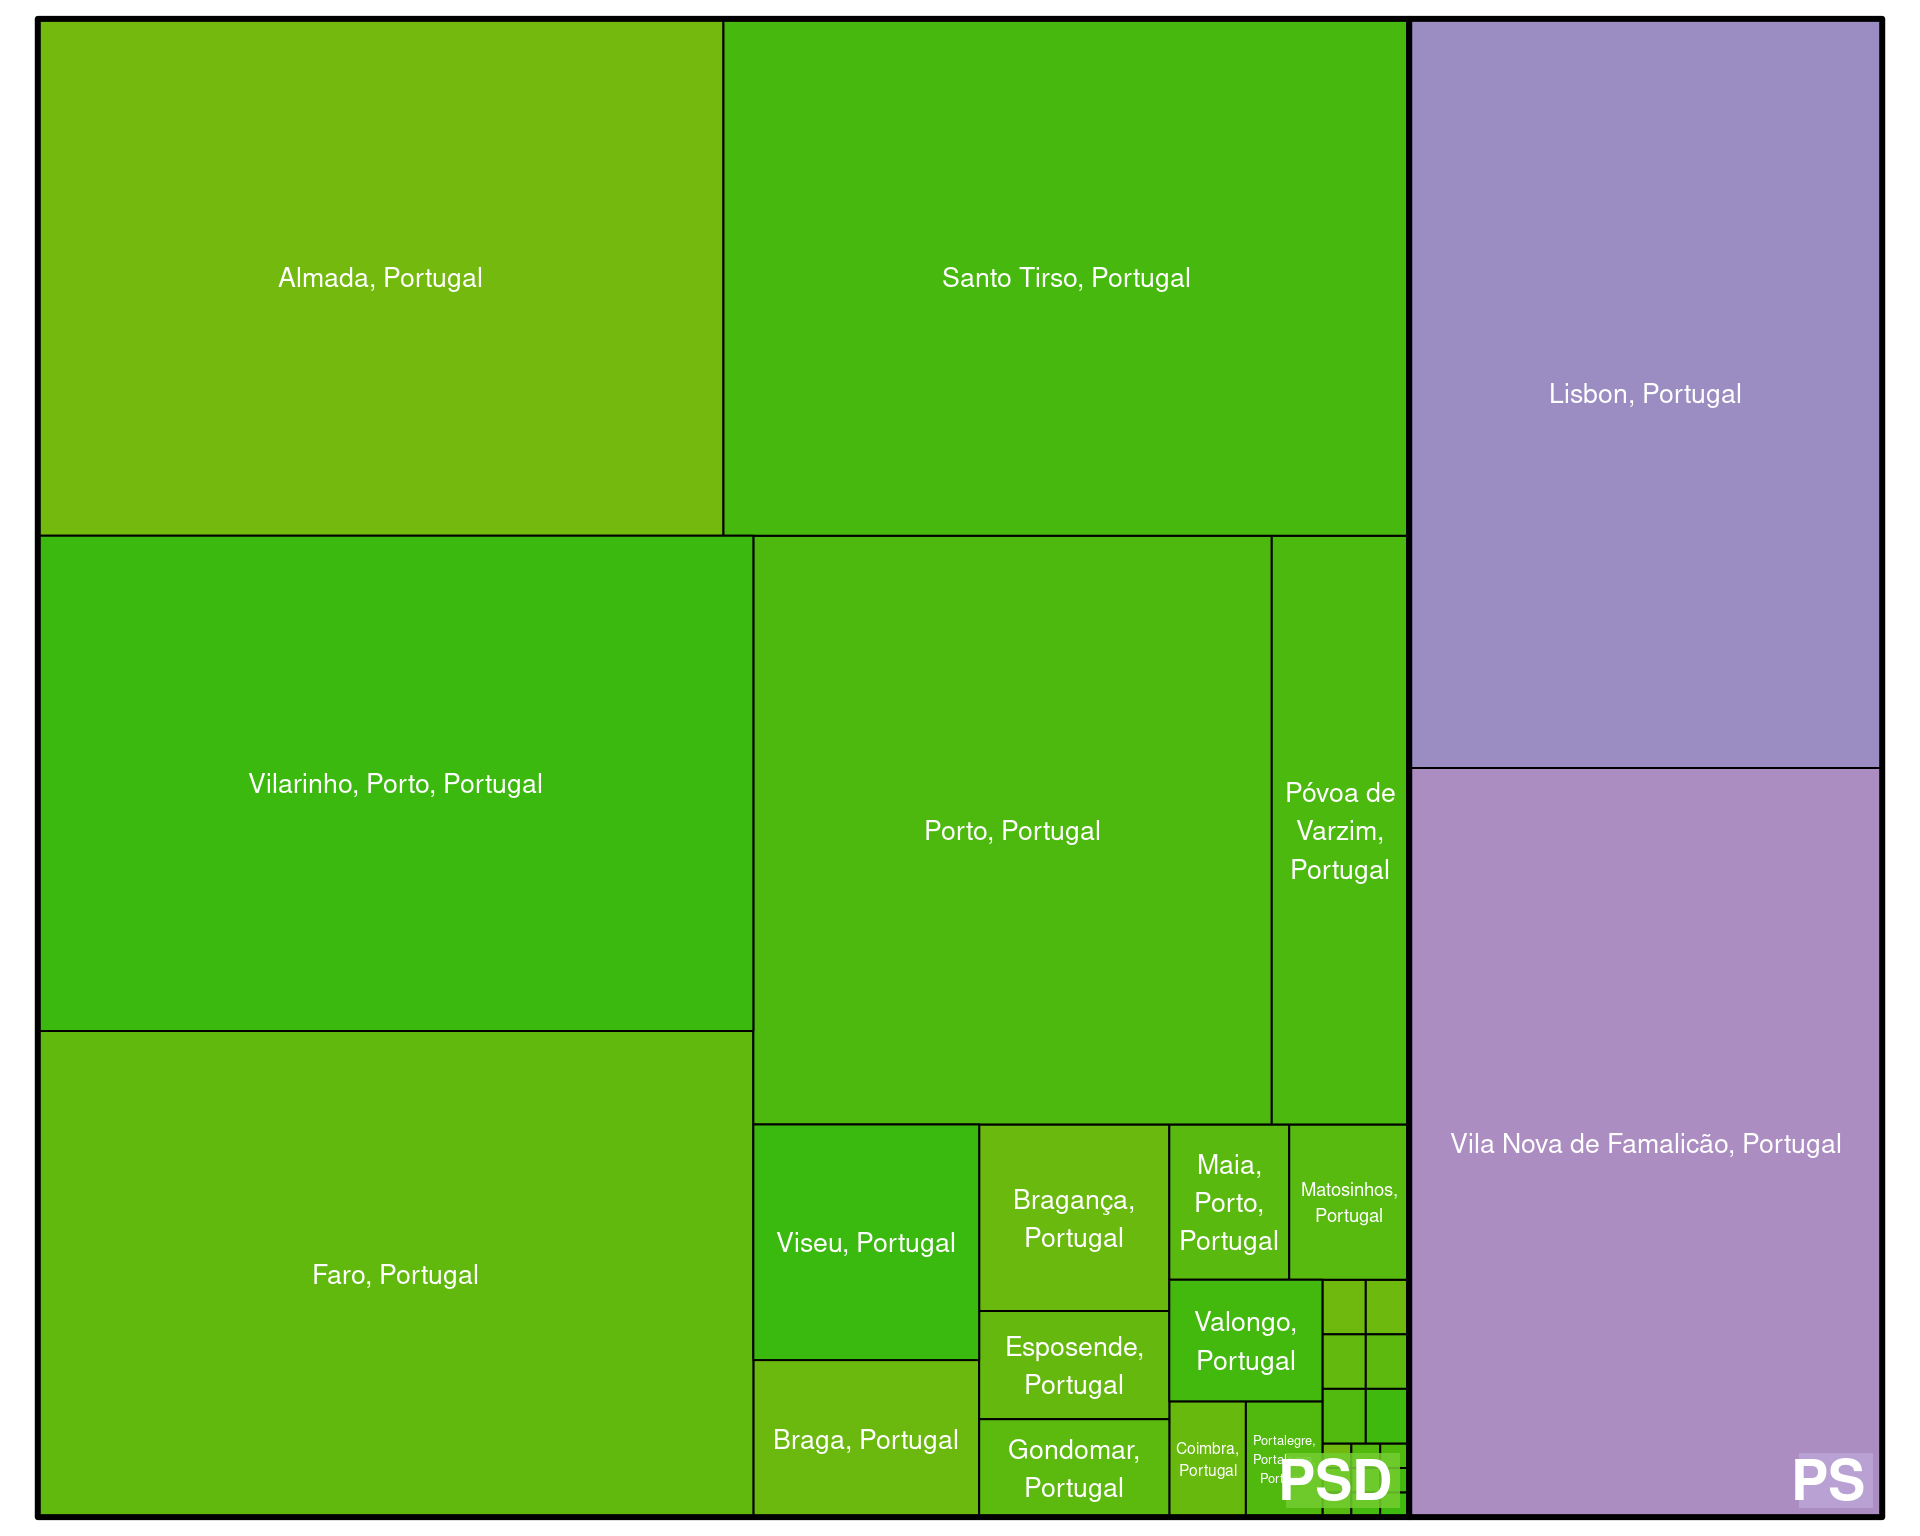 Almada, Portugal
Santo Tirso, Portugal
Lisbon, Portugal
Vilarinho, Porto, Portugal
Porto, Portugal
Póvoa de
Varzim,
Portugal
Vila Nova de Famalicão, Portugal
Faro, Portugal
Viseu, Portugal
Bragança,
Portugal
Maia,
Porto,
Portugal
Matosinhos,
Portugal
Esposende,
Portugal
Valongo,
Portugal
Braga, Portugal
Gondomar,
Portugal
Coimbra,
Portugal
Portalegre,
PSD
PS